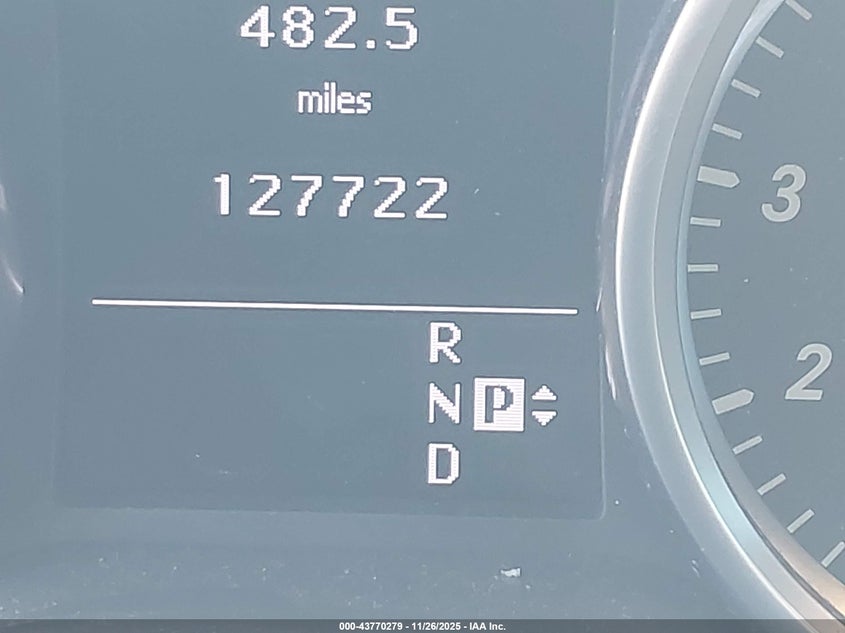 482.5
miles
127722
R
N P
D
3
2
000-43770279 - 11/26/2025 - IAA Inc.